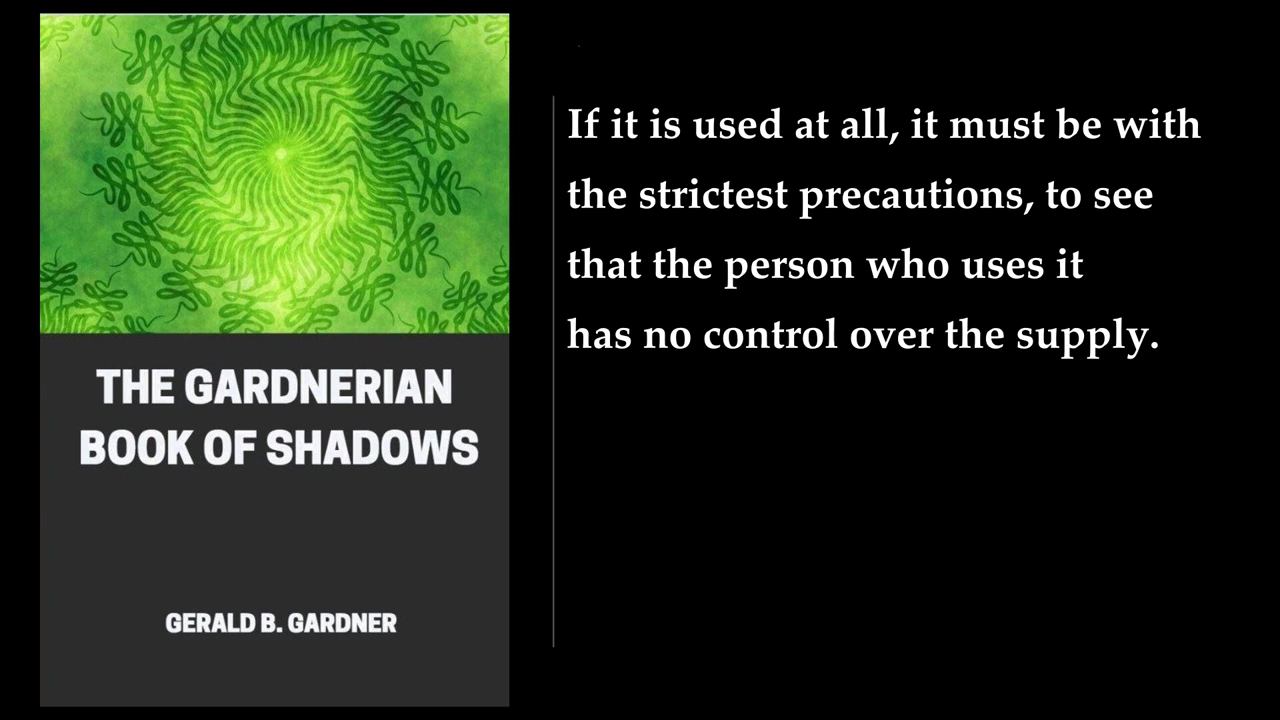 THE GARDNERIAN
BOOK OF SHADOWS
GERALD B. GARDNER
If it is used at all, it must be with
the strictest precautions, to see
that the person who uses it
has no control over the supply.